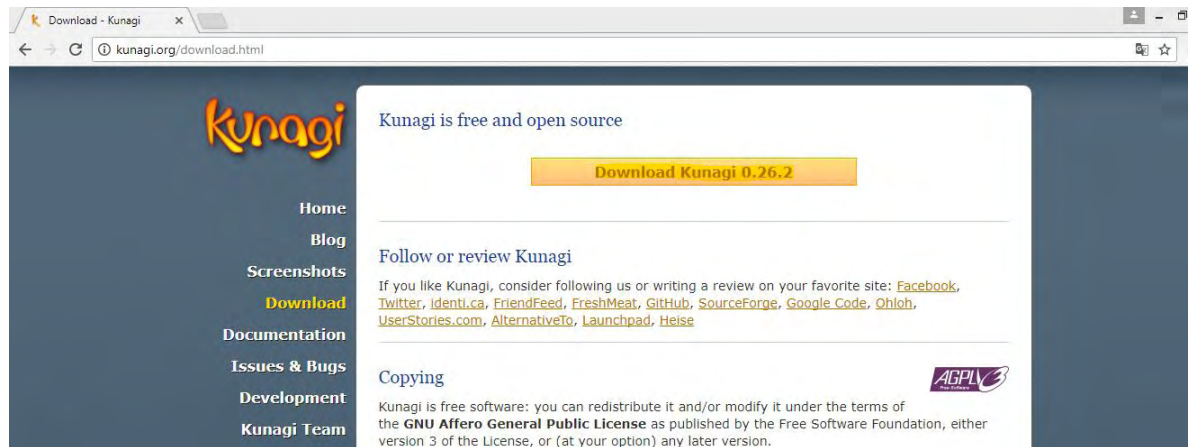 Download - Kunagi
kunagi.org/download.html
kunagi
Home
Blog
Screenshots
Download
Documentation
Issues & Bugs
Development
Kunagi Team
Kunagi is free and open source
Download Kunagi 0.26.2
Follow or review Kunagi
If you like Kunagi, consider following us or writing a review on your favorite site: Facebook,
Twitter, identi.ca, FriendFeed, FreshMeat, GitHub, SourceForge, Google Code, Ohloh,
UserStories.com, AlternativeTo, Launchpad, Heise
Copying
AGPLv3
Free Software
Kunagi is free software: you can redistribute it and/or modify it under the terms of
the GNU Affero General Public License as published by the Free Software Foundation, either
version 3 of the License, or (at your option) any later version.